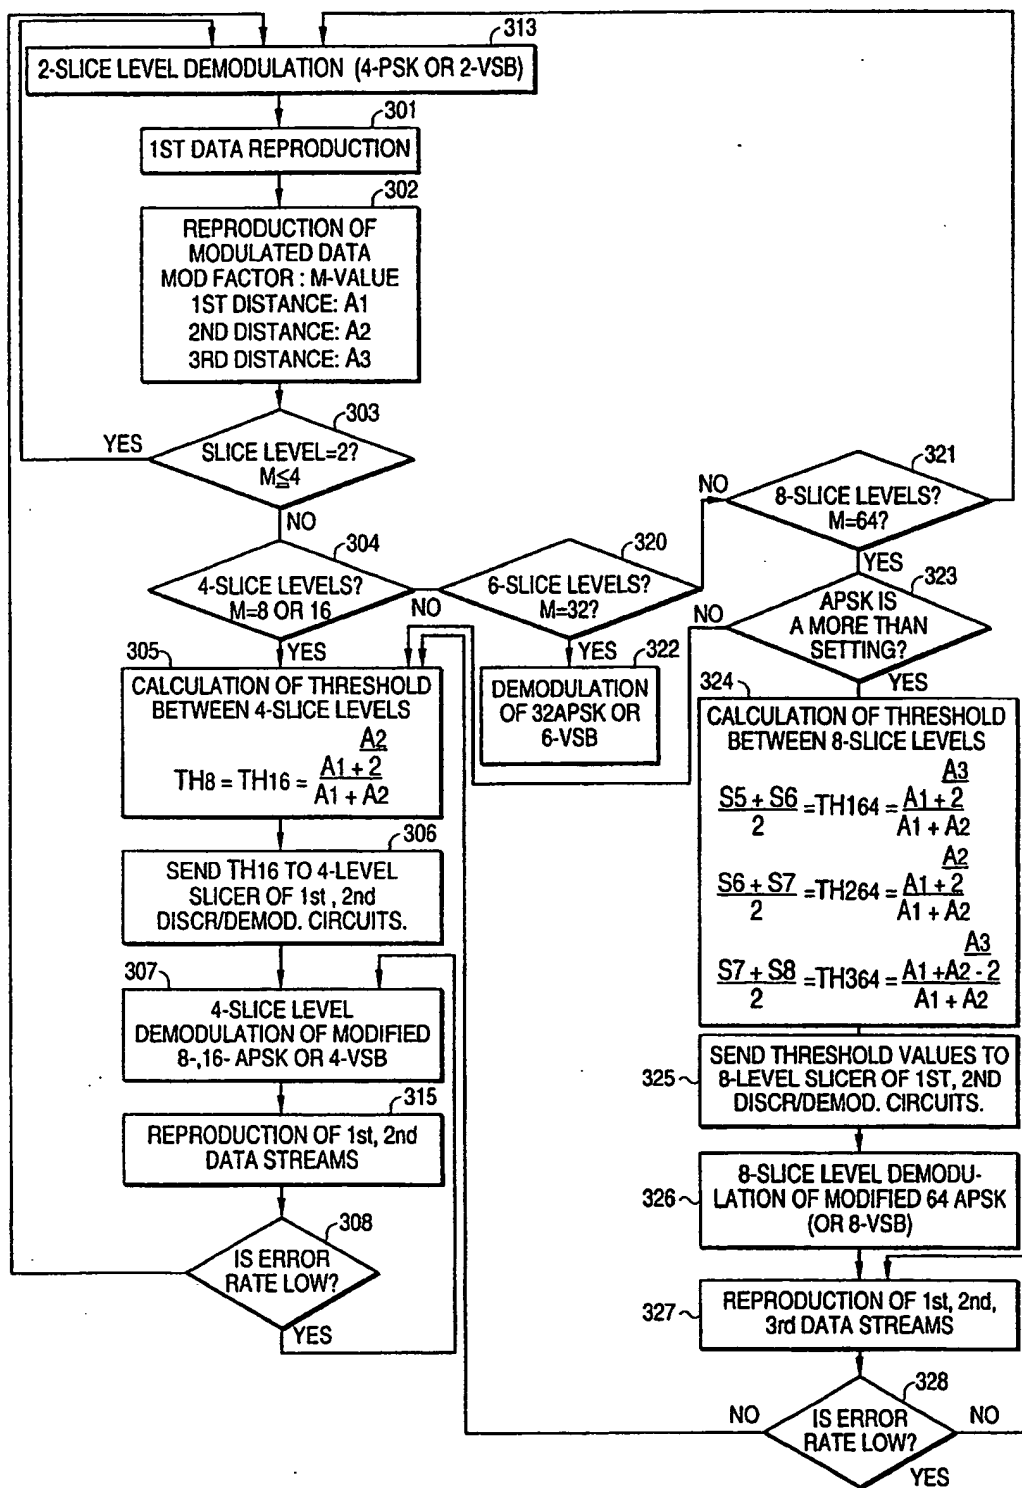 313
2-SLICE LEVEL DEMODULATION (4-PSK OR 2-VSB)
301
1ST DATA REPRODUCTION
302
REPRODUCTION OF
MODULATED DATA
MOD FACTOR : M-VALUE
1ST DISTANCE: A1
2ND DISTANCE: A2
3RD DISTANCE: A3
303
YES
SLICE LEVEL=2?
M≦4
NO
304
4-SLICE LEVELS?
M=8 OR 16
NO
YES
320
6-SLICE LEVELS?
M=32?
NO
YES
322
DEMODULATION
OF 32APSK OR
6-VSB
321
8-SLICE LEVELS?
M=64?
YES
323
APSK IS
A MORE THAN
SETTING?
NO
YES
305
CALCULATION OF THRESHOLD
BETWEEN 4-SLICE LEVELS
A2
TH8 = TH16 = A1 + 2
A1 + A2
306
SEND TH16 TO 4-LEVEL
SLICER OF 1st , 2nd
DISCR/DEMOD. CIRCUITS.
307
4-SLICE LEVEL
DEMODULATION OF MODIFIED
8-,16- APSK OR 4-VSB
315
REPRODUCTION OF 1st, 2nd
DATA STREAMS
308
IS ERROR
RATE LOW?
YES
324
CALCULATION OF THRESHOLD
BETWEEN 8-SLICE LEVELS
A3
S5 + S6 =TH164= A1 + 2
2 A1 + A2
A2
S6 + S7 =TH264= A1 + 2
2 A1 + A2
A3
S7 + S8 =TH364= A1 +A2 - 2
2 A1 + A2
325
SEND THRESHOLD VALUES TO
8-LEVEL SLICER OF 1ST, 2ND
DISCR/DEMOD. CIRCUITS.
326
8-SLICE LEVEL DEMODU-
LATION OF MODIFIED 64 APSK
(OR 8-VSB)
327
REPRODUCTION OF 1st, 2nd,
3rd DATA STREAMS
328
NO
IS ERROR
RATE LOW?
NO
YES